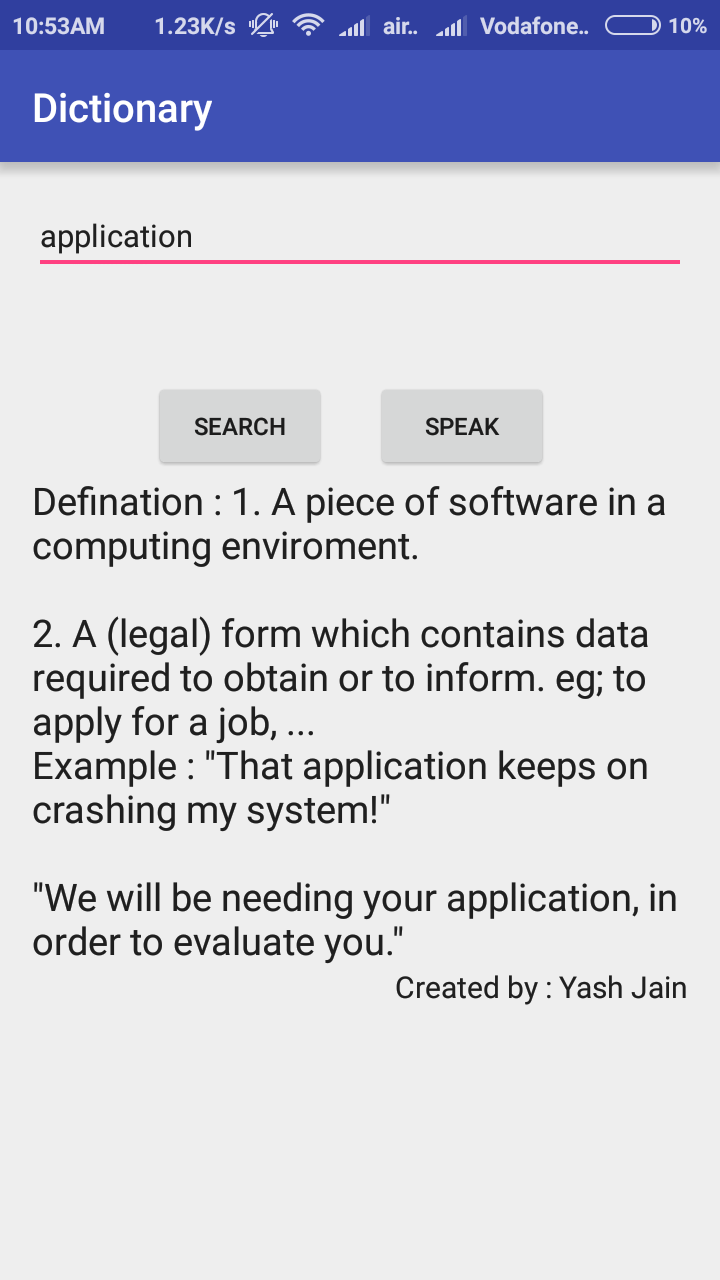 10:53AM 1.23K/s air.. Vodafone.. 10%
Dictionary
application
SEARCH SPEAK
Defination : 1. A piece of software in a
computing enviroment.
2. A (legal) form which contains data
required to obtain or to inform. eg; to
apply for a job, ...
Example : "That application keeps on
crashing my system!"
"We will be needing your application, in
order to evaluate you."
Created by : Yash Jain